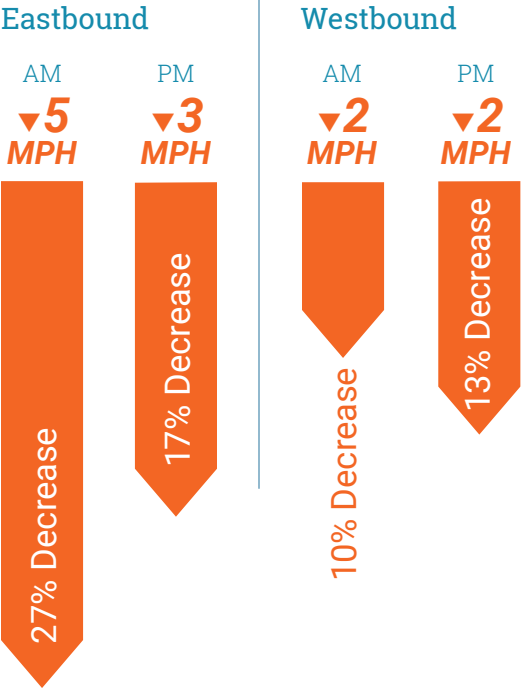 Eastbound
AM
▼5
MPH
27% Decrease
PM
▼3
MPH
17% Decrease
Westbound
AM
▼2
MPH
10% Decrease
PM
▼2
MPH
13% Decrease